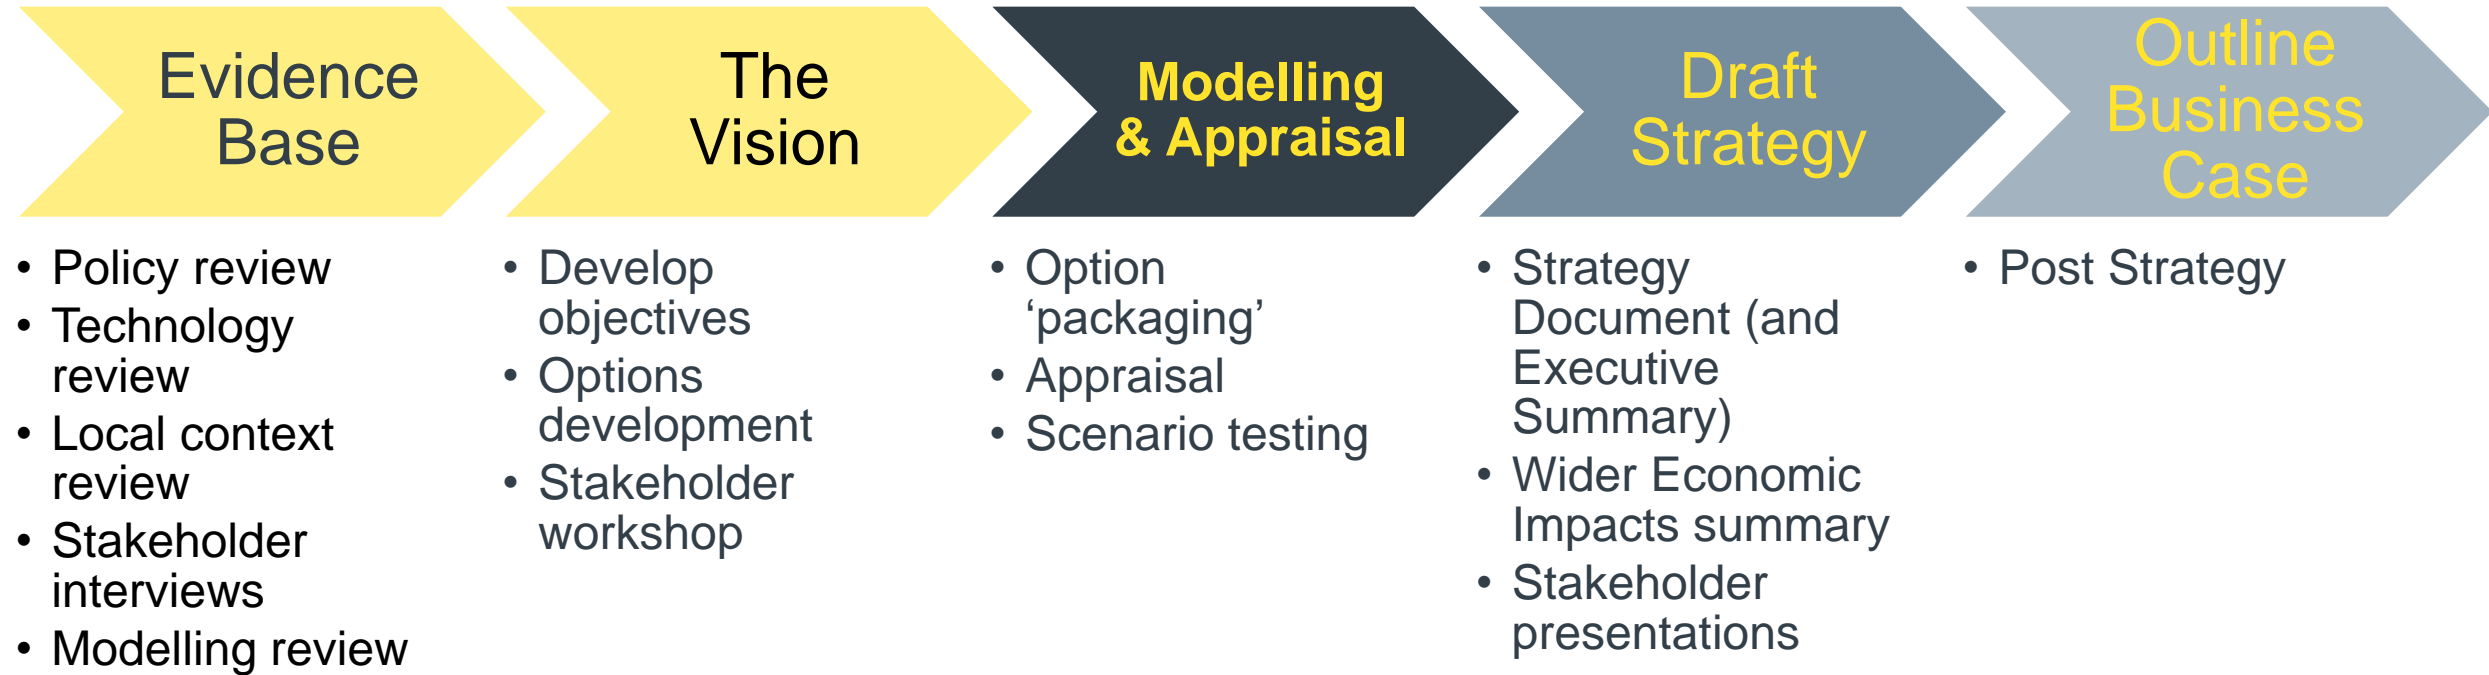 Evidence
Base
The
Vision
Modelling
& Appraisal
Draft
Strategy
Outline
Business
Case
• Policy review
• Technology
review
• Local context
review
• Stakeholder
interviews
• Modelling review
• Develop
objectives
• Options
development
• Stakeholder
workshop
• Option
‘packaging’
• Appraisal
• Scenario testing
• Strategy
Document (and
Executive
Summary)
• Wider Economic
Impacts summary
• Stakeholder
presentations
• Post Strategy